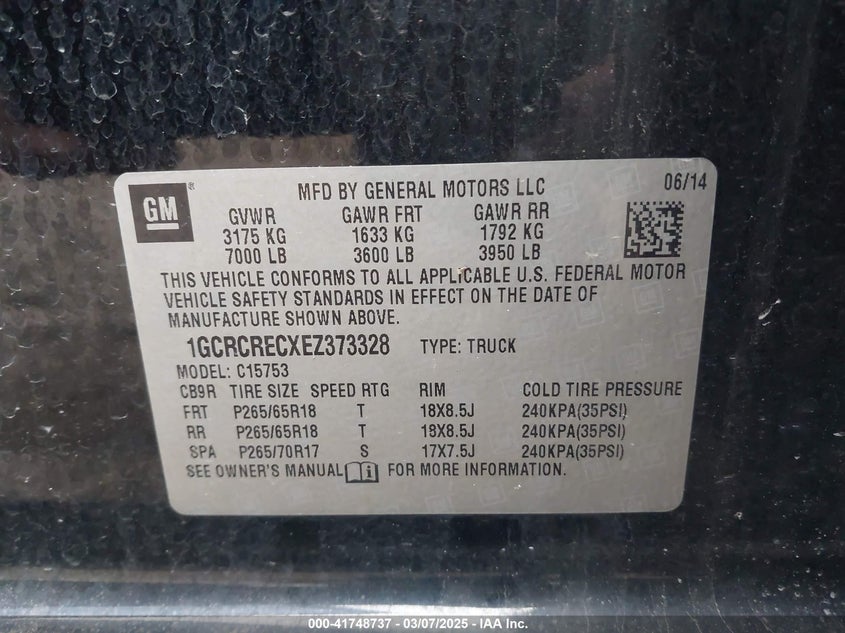 GM ®
MFD BY GENERAL MOTORS LLC 06/14
GVWR GAWR FRT GAWR RR
3175 KG 1633 KG 1792 KG
7000 LB 3600 LB 3950 LB
THIS VEHICLE CONFORMS TO ALL APPLICABLE U.S. FEDERAL MOTOR
VEHICLE SAFETY STANDARDS IN EFFECT ON THE DATE OF
MANUFACTURE SHOWN ABOVE.
1GCRCRECXEZ373328 TYPE: TRUCK
MODEL: C15753
CB9R TIRE SIZE SPEED RTG RIM COLD TIRE PRESSURE
FRT P265/65R18 T 18X8.5J 240KPA(35PSI)
RR P265/65R18 T 18X8.5J 240KPA(35PSI)
SPA P265/70R17 S 17X7.5J 240KPA(35PSI)
SEE OWNER'S MANUAL i FOR MORE INFORMATION.
000-41748737 - 03/07/2025 - IAA Inc.